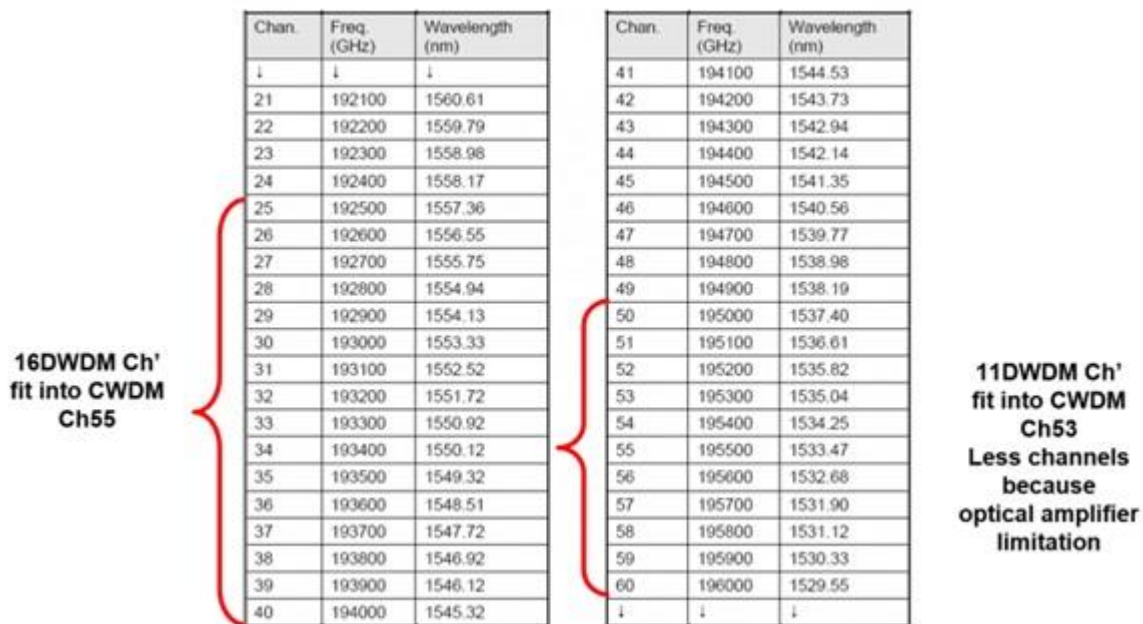 16DWDM Ch'
fit into CWDM
Ch55
Chan. Freq. (GHz) Wavelength (nm)
↓ ↓ ↓
21 192100 1560.61
22 192200 1559.79
23 192300 1558.98
24 192400 1558.17
25 192500 1557.36
26 192600 1556.55
27 192700 1555.75
28 192800 1554.94
29 192900 1554.13
30 193000 1553.33
31 193100 1552.52
32 193200 1551.72
33 193300 1550.92
34 193400 1550.12
35 193500 1549.32
36 193600 1548.51
37 193700 1547.72
38 193800 1546.92
39 193900 1546.12
40 194000 1545.32
Chan. Freq. (GHz) Wavelength (nm)
41 194100 1544.53
42 194200 1543.73
43 194300 1542.94
44 194400 1542.14
45 194500 1541.35
46 194600 1540.56
47 194700 1539.77
48 194800 1538.98
49 194900 1538.19
50 195000 1537.40
51 195100 1536.61
52 195200 1535.82
53 195300 1535.04
54 195400 1534.25
55 195500 1533.47
56 195600 1532.68
57 195700 1531.90
58 195800 1531.12
59 195900 1530.33
60 196000 1529.55
↓ ↓ ↓
11DWDM Ch'
fit into CWDM
Ch53
Less channels
because
optical amplifier
limitation